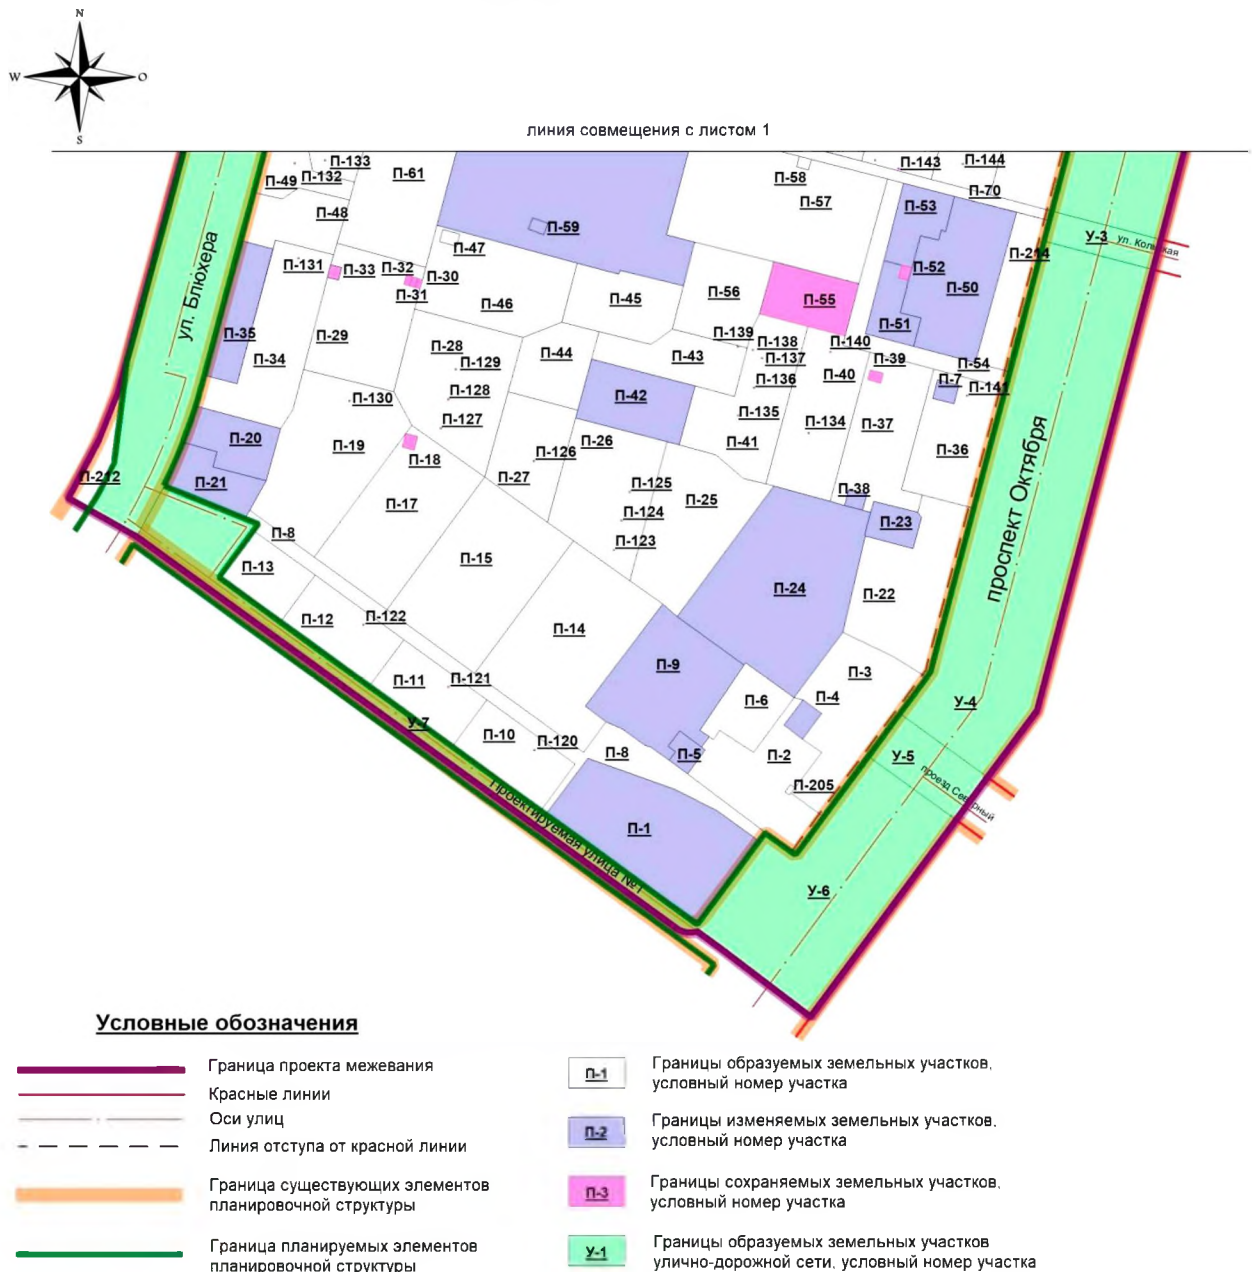 N
W
O
S
линия совмещения с листом 1
П-133
П-132
П-49
П-61
П-48
П-58
П-57
П-143
П-144
П-70
П-53
П-59
П-47
У-3
ул. Кольская
П-214
П-131
П-33
П-32
П-30
П-31
П-46
П-45
П-56
П-55
П-52
П-50
П-51
ул. Блюхера
П-35
П-34
П-29
П-28
П-129
П-44
П-43
П-139
П-138
П-137
П-140
П-39
П-54
П-7
П-141
П-136
П-40
П-130
П-128
П-127
П-42
П-135
П-134
П-37
П-41
П-36
проспект Октября
П-20
П-19
П-18
П-126
П-26
П-27
П-212
П-21
П-17
П-125
П-25
П-124
П-123
П-38
П-23
П-8
П-13
П-15
П-24
П-22
П-12
П-122
П-14
П-9
П-3
П-11
П-121
П-6
П-4
У-4
У-7
П-10
П-120
П-8
П-5
П-2
У-5
П-205
проезд Северный
Проектируемая улица №1
П-1
У-6
Условные обозначения
Граница проекта межевания
Красные линии
Оси улиц
Линия отступа от красной линии
Граница существующих элементов
планировочной структуры
Граница планируемых элементов
планировочной структуры
П-1
Границы образуемых земельных участков,
условный номер участка
П-2
Границы изменяемых земельных участков,
условный номер участка
П-3
Границы сохраняемых земельных участков,
условный номер участка
У-1
Границы образуемых земельных участков
улично-дорожной сети, условный номер участка